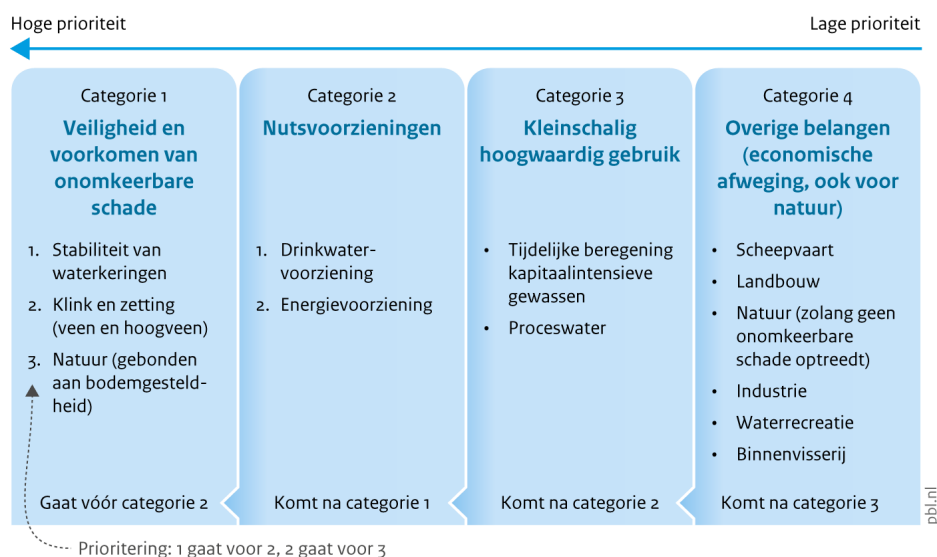 Hoge prioriteit
Lage prioriteit
Categorie 1
Veiligheid en
voorkomen van
onomkeerbare
schade
1. Stabiliteit van
waterkeringen
2. Klink en zetting
(veen en hoogveen)
3. Natuur (gebonden
aan bodemgesteld-
heid)
Gaat vóór categorie 2
Categorie 2
Nutsvoorzieningen
1. Drinkwater-
voorziening
2. Energievoorziening
Komt na categorie 1
Categorie 3
Kleinschalig
hoogwaardig gebruik
• Tijdelijke beregening
kapitaalintensieve
gewassen
• Proceswater
Komt na categorie 2
Categorie 4
Overige belangen
(economische
afweging, ook voor
natuur)
• Scheepvaart
• Landbouw
• Natuur (zolang geen
onomkeerbare
schade optreedt)
• Industrie
• Waterrecreatie
• Binnenvisserij
Komt na categorie 3
Prioritering: 1 gaat voor 2, 2 gaat voor 3
pbl.nl